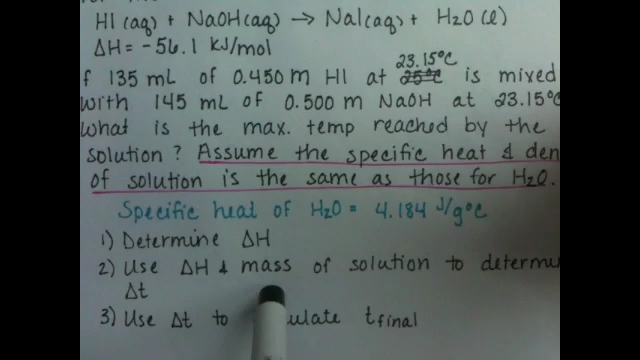 HI (aq) + NaOH(aq) → NaI(aq) + H2O (l)
ΔH = -56.1 KJ/mol
23.15°C
f 135 mL of 0.450 m HI at 25°C is mixed
with 145 mL of 0.500 m NaOH at 23.15°C
What is the max. temp reached by the
solution? Assume the specific heat &
of solution is the same as those for H2O.
Specific heat of H2O = 4.184 J/g°C
1) Determine ΔH
2) Use ΔH & mass of solution to
Δt
3) Use Δt to tfinal